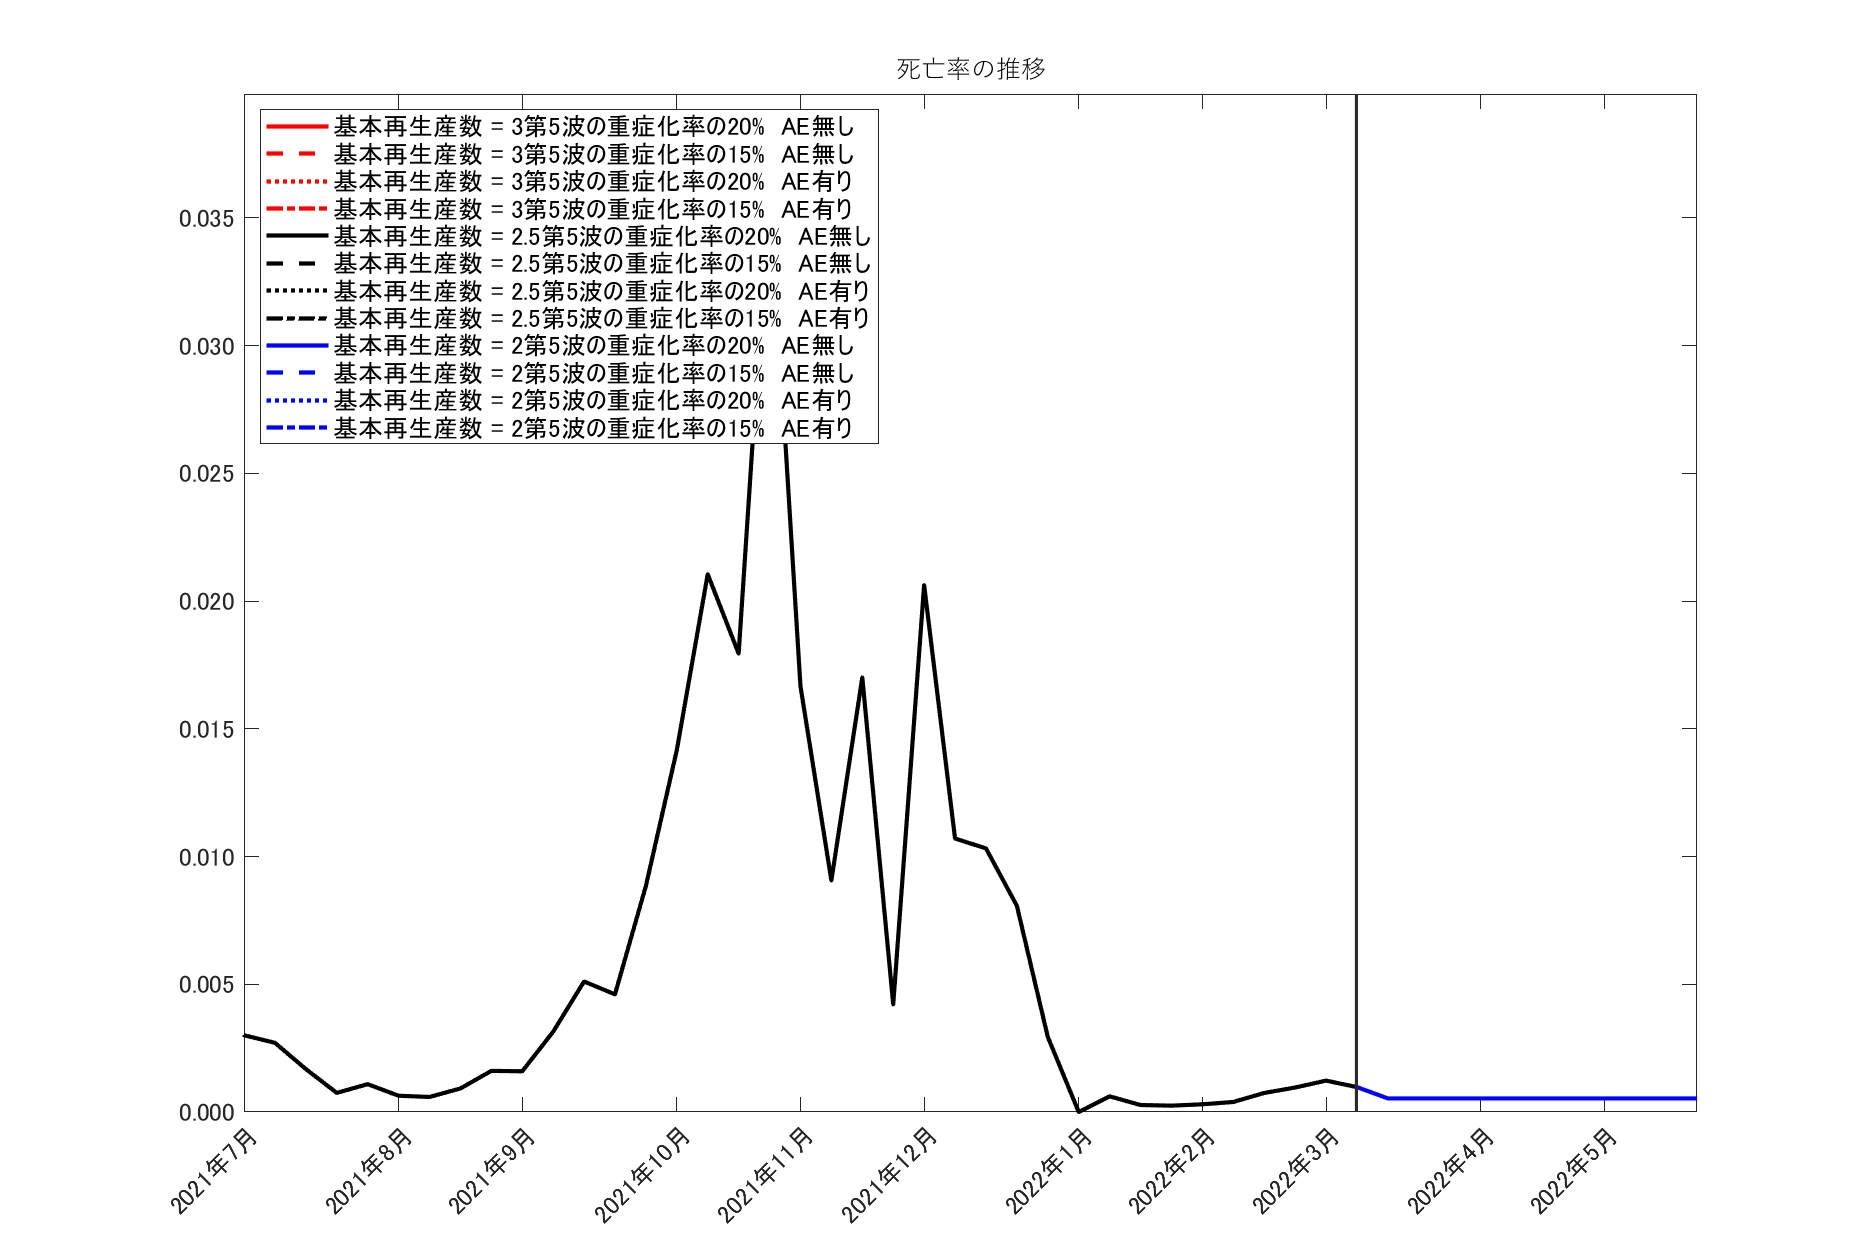 死亡率の推移
基本再生産数 = 3第5波の重症化率の20%  AE無し
基本再生産数 = 3第5波の重症化率の15%  AE無し
基本再生産数 = 3第5波の重症化率の20%  AE有り
基本再生産数 = 3第5波の重症化率の15%  AE有り
基本再生産数 = 2.5第5波の重症化率の20%  AE無し
基本再生産数 = 2.5第5波の重症化率の15%  AE無し
基本再生産数 = 2.5第5波の重症化率の20%  AE有り
基本再生産数 = 2.5第5波の重症化率の15%  AE有り
基本再生産数 = 2第5波の重症化率の20%  AE無し
基本再生産数 = 2第5波の重症化率の15%  AE無し
基本再生産数 = 2第5波の重症化率の20%  AE有り
基本再生産数 = 2第5波の重症化率の15%  AE有り
0.035
0.030
0.025
0.020
0.015
0.010
0.005
0.000
2021年7月
2021年8月
2021年9月
2021年10月
2021年11月
2021年12月
2022年1月
2022年2月
2022年3月
2022年4月
2022年5月